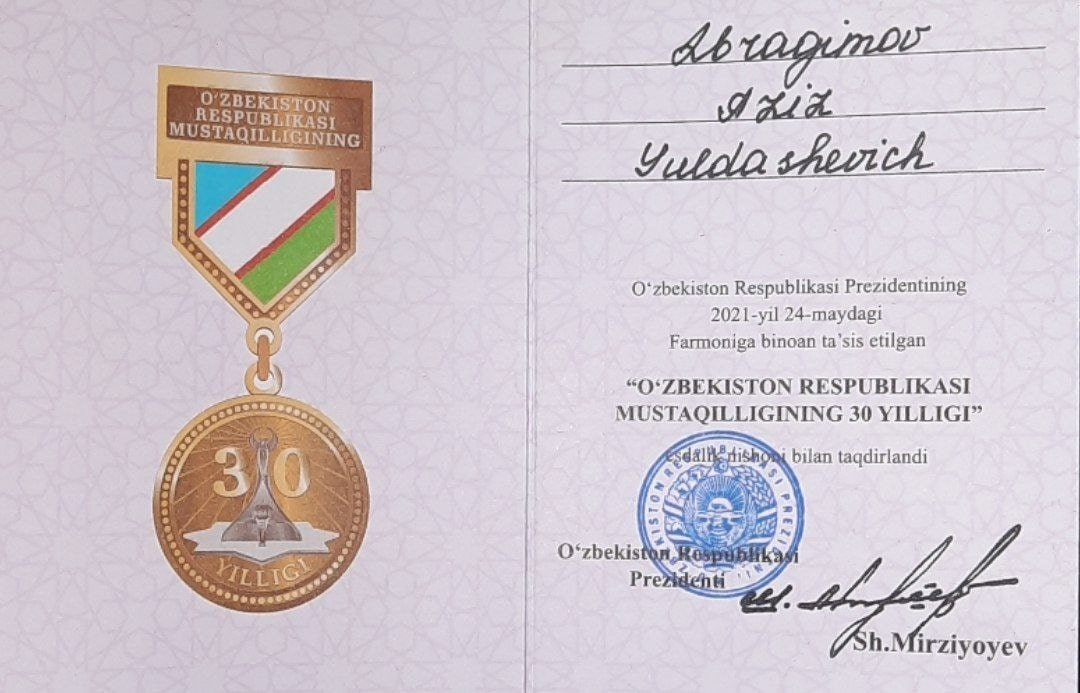 O‘ZBEKISTON
RESPUBLIKASI
MUSTAQILLIGINING
30
YILLIGI
Ibragimov
Aziz
Yuldashevich
O‘zbekiston Respublikasi Prezidentining
2021-yil 24-maydagi
Farmoniga binoan ta’sis etilgan
“O‘ZBEKISTON RESPUBLIKASI
MUSTAQILLIGINING 30 YILLIGI”
esdalik nishoni bilan taqdirlandi
O‘zbekiston Respublikasi
Prezidenti
Sh.Mirziyoyev